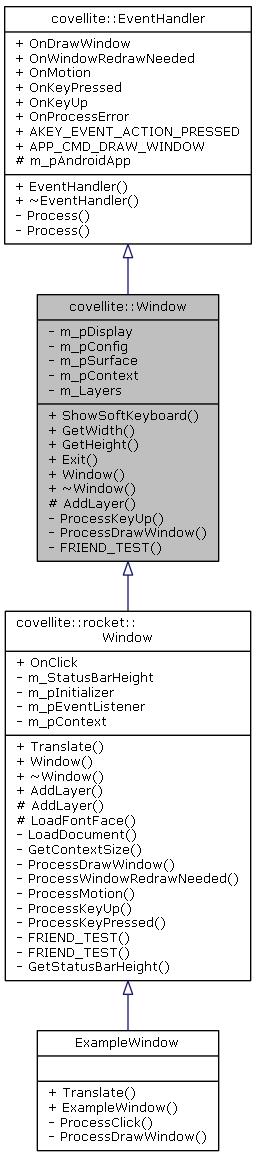 covellite::EventHandler
+ OnDrawWindow
+ OnWindowRedrawNeeded
+ OnMotion
+ OnKeyPressed
+ OnKeyUp
+ OnProcessError
+ AKEY_EVENT_ACTION_PRESSED
+ APP_CMD_DRAW_WINDOW
# m_pAndroidApp
+ EventHandler()
+ ~EventHandler()
- Process()
- Process()
covellite::Window
- m_pDisplay
- m_pConfig
- m_pSurface
- m_pContext
- m_Layers
+ ShowSoftKeyboard()
+ GetWidth()
+ GetHeight()
+ Exit()
+ Window()
+ ~Window()
# AddLayer()
- ProcessKeyUp()
- ProcessDrawWindow()
- FRIEND_TEST()
covellite::rocket::
Window
+ OnClick
- m_StatusBarHeight
- m_pInitializer
- m_pEventListener
- m_pContext
+ Translate()
+ Window()
+ ~Window()
+ AddLayer()
# AddLayer()
# LoadFontFace()
- LoadDocument()
- GetContextSize()
- ProcessDrawWindow()
- ProcessWindowRedrawNeeded()
- ProcessMotion()
- ProcessKeyUp()
- ProcessKeyPressed()
- FRIEND_TEST()
- FRIEND_TEST()
- GetStatusBarHeight()
ExampleWindow
+ Translate()
+ ExampleWindow()
- ProcessClick()
- ProcessDrawWindow()